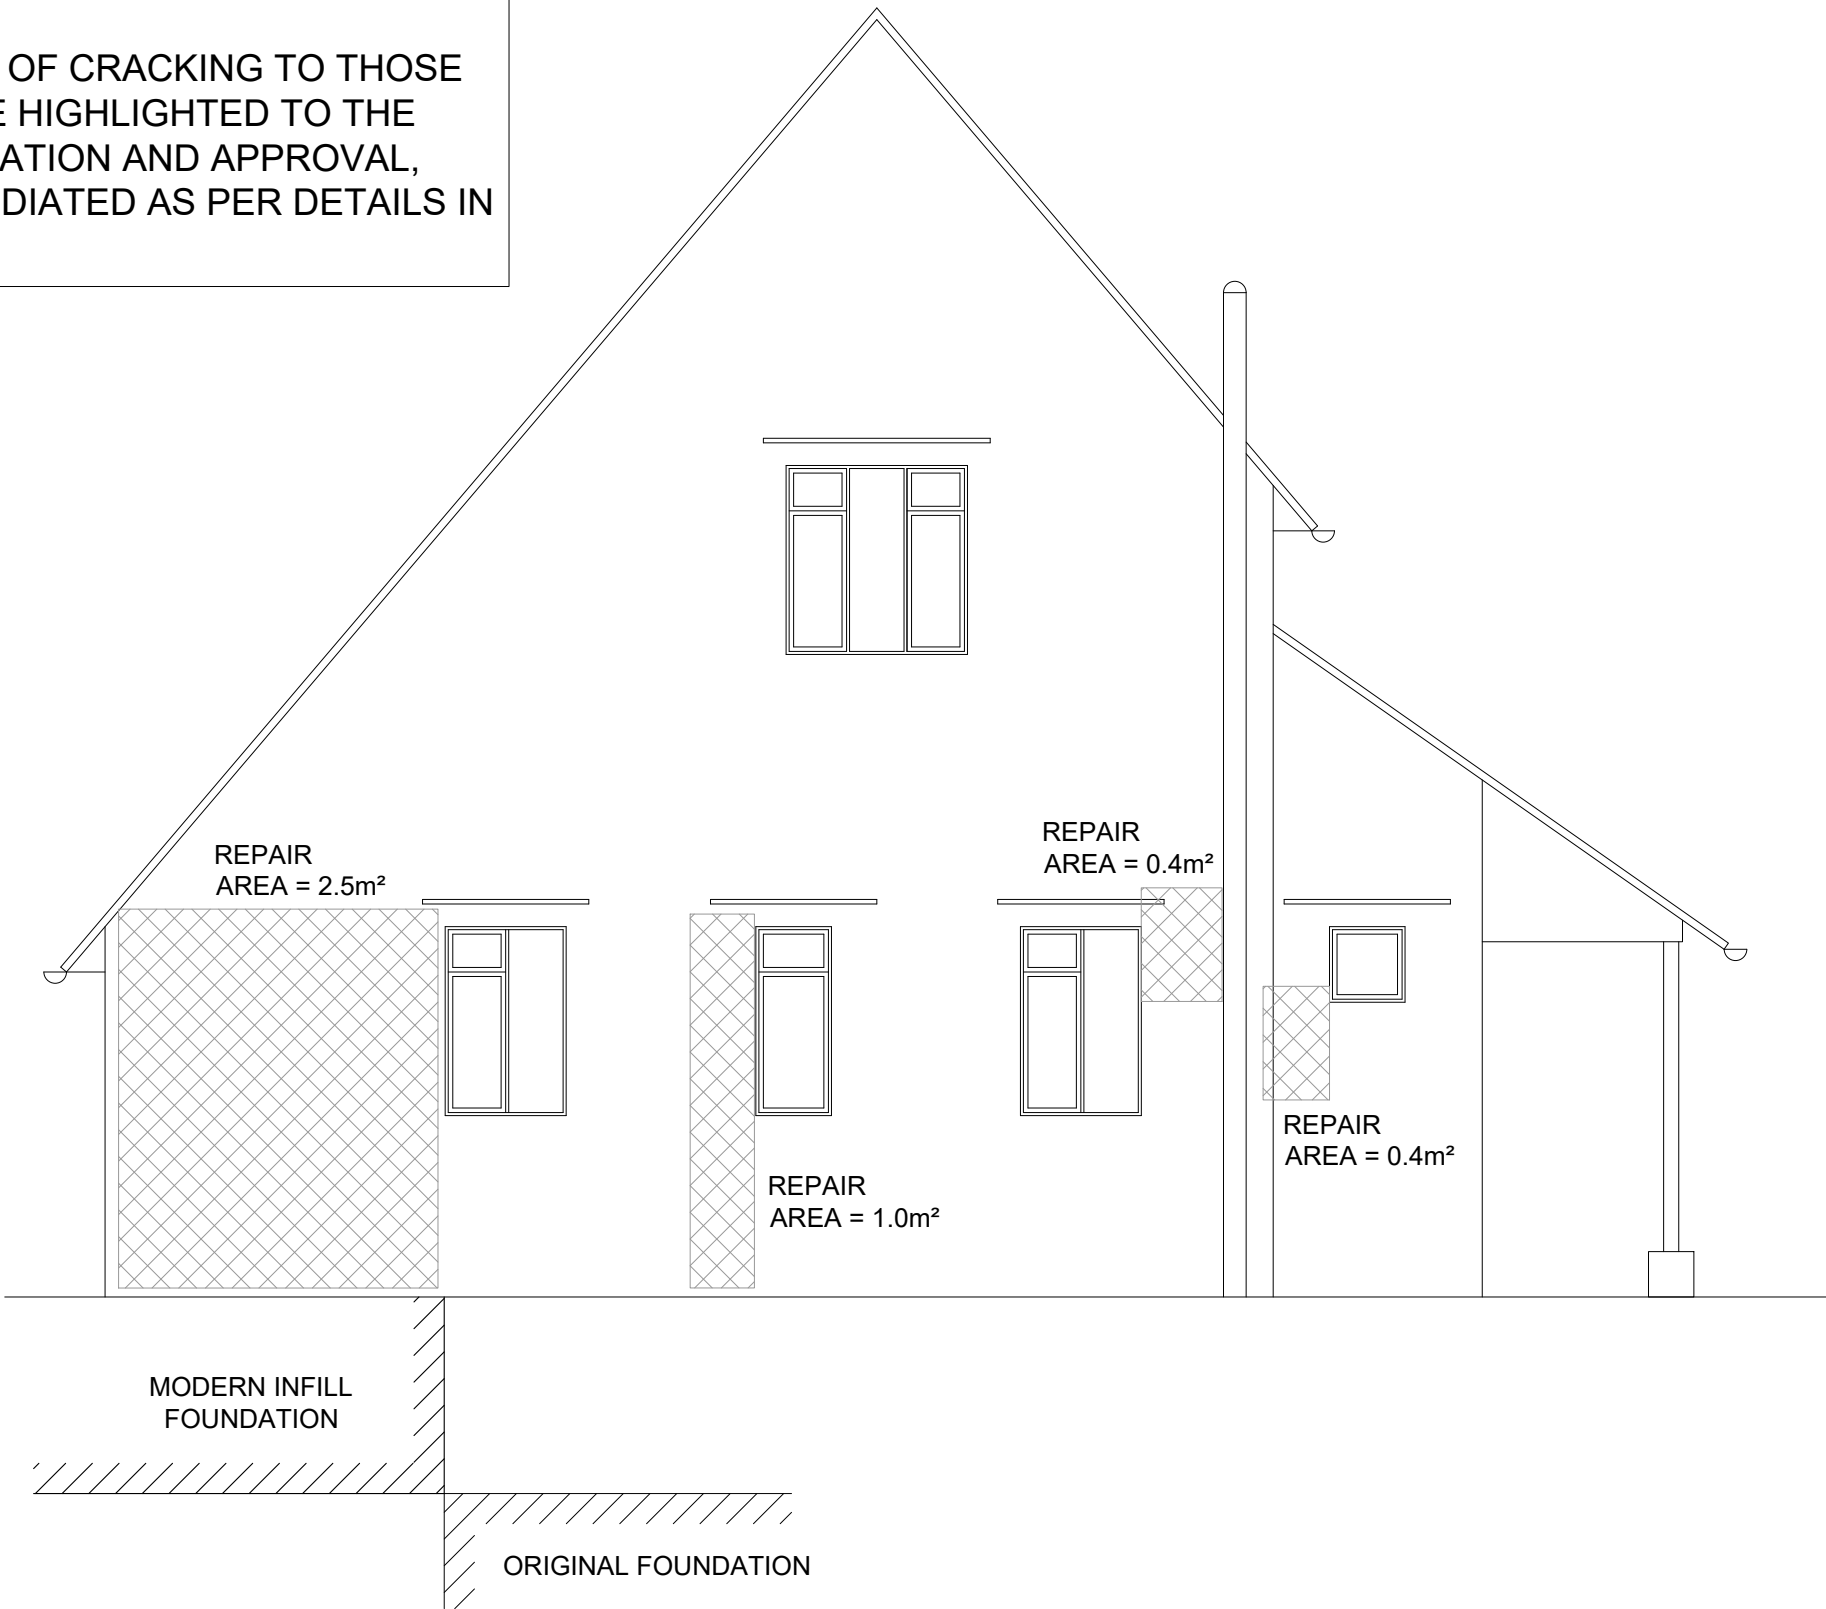 OF CRACKING TO THOSE
HIGHLIGHTED TO THE
ATION AND APPROVAL,
DIATED AS PER DETAILS IN
REPAIR
AREA = 0.4m²
REPAIR
AREA = 2.5m²
REPAIR
AREA = 0.4m²
REPAIR
AREA = 1.0m²
MODERN INFILL
FOUNDATION
ORIGINAL FOUNDATION